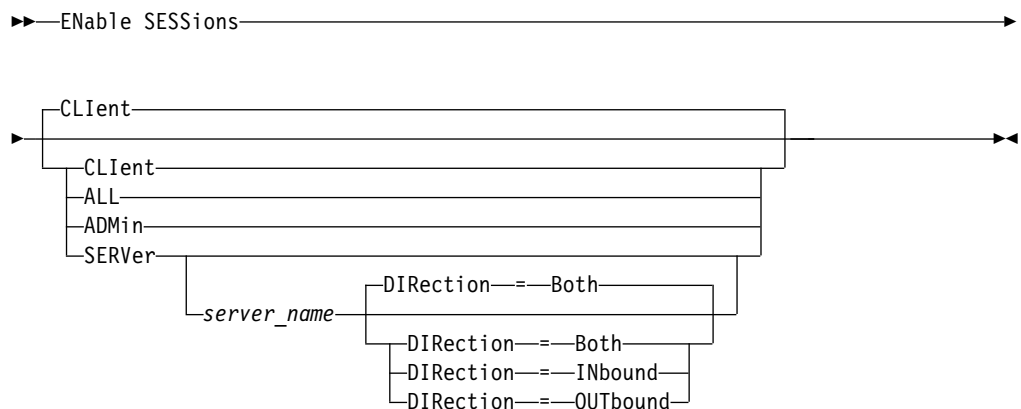 ENable SESSions
CLIent
CLIent
ALL
ADMin
SERVer
DIRection = Both
server_name
DIRection = Both
DIRection = INbound
DIRection = OUTbound